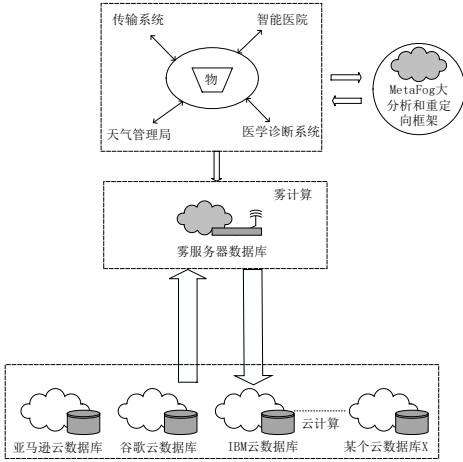 传输系统
智能医院
物
天气管理局
医学诊断系统
MetaFog大
分析和重定
向框架
雾计算
雾服务器数据库
亚马逊云数据库
谷歌云数据库
IBM云数据库
云计算
某个云数据库X